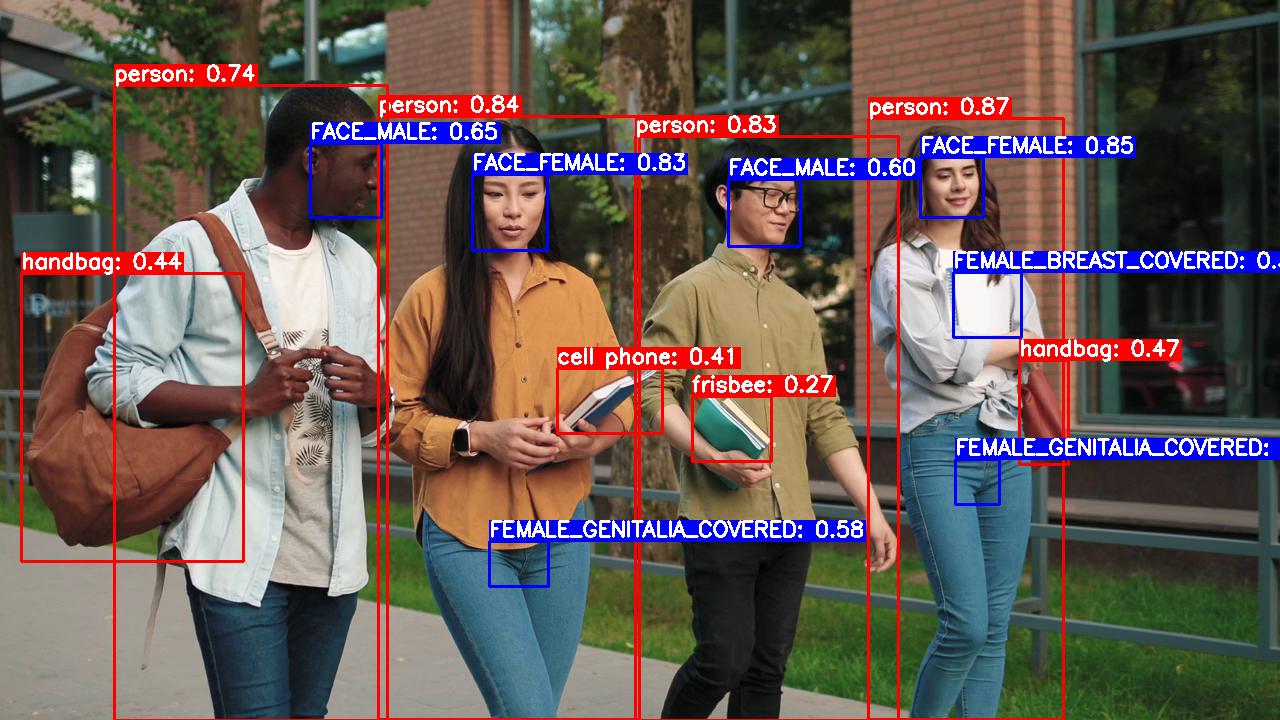 person: 0.74
person: 0.84
person: 0.87
person: 0.83
FACE_MALE: 0.65
FACE_FEMALE: 0.83
FACE_MALE: 0.60
FACE_FEMALE: 0.85
handbag: 0.44
FEMALE_BREAST_COVERED: 0.
cell phone: 0.41
handbag: 0.47
frisbee: 0.27
FEMALE_GENITALIA_COVERED:
FEMALE_GENITALIA_COVERED: 0.58